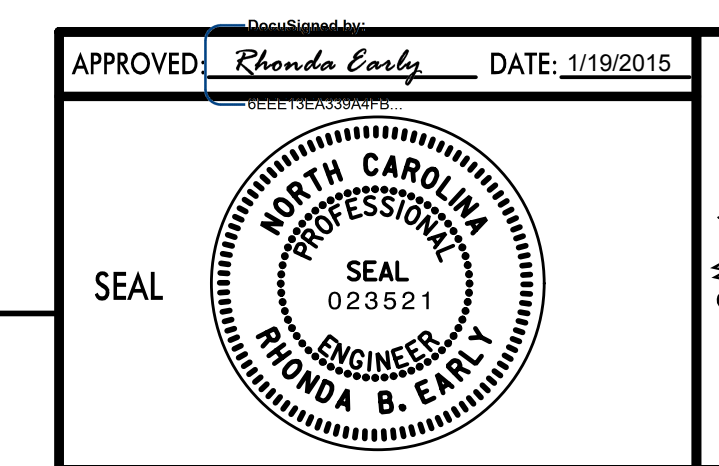 DocuSigned by:
APPROVED: Rhonda Early DATE: 1/19/2015
6EEE13EA339A4FB...
NORTH CAROLINA
PROFESSIONAL
SEAL
SEAL
023521
ENGINEER
RHONDA B. EARLY